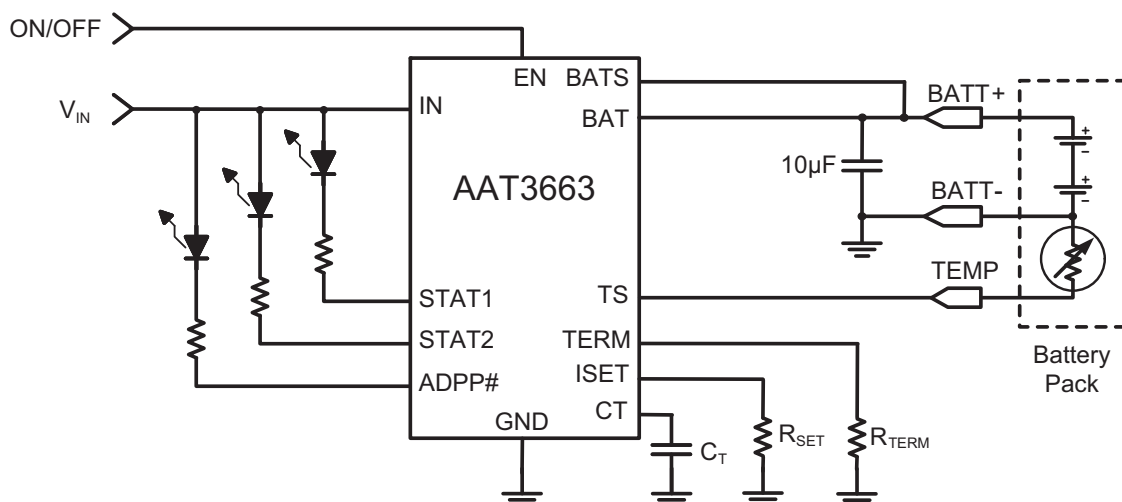 ON/OFF
V_IN
EN
BATS
IN
BAT
BATT+
+
−
10µF
AAT3663
+
−
BATT-
TEMP
STAT1
TS
STAT2
TERM
Battery
Pack
ADPP#
ISET
CT
GND
C_T
R_SET
R_TERM